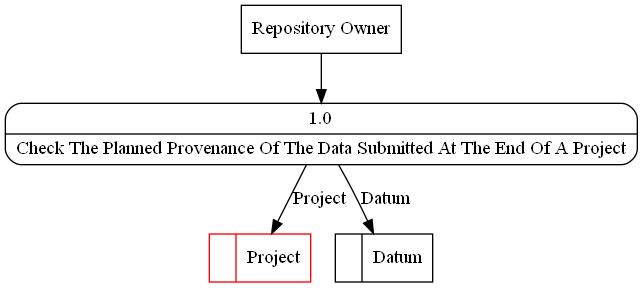 Repository Owner
1.0
Check The Planned Provenance Of The Data Submitted At The End Of A Project
Project
Datum
Project
Datum